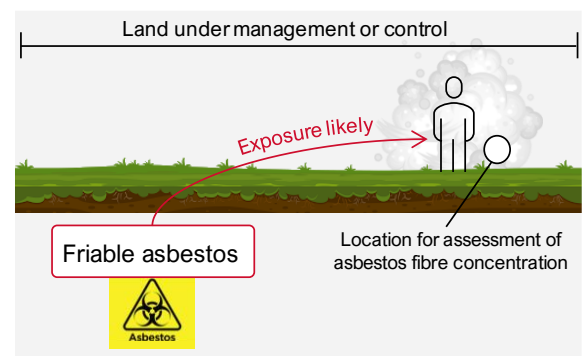 Land under management or control
Exposure likely
Friable asbestos
Asbestos
Location for assessment of
asbestos fibre concentration